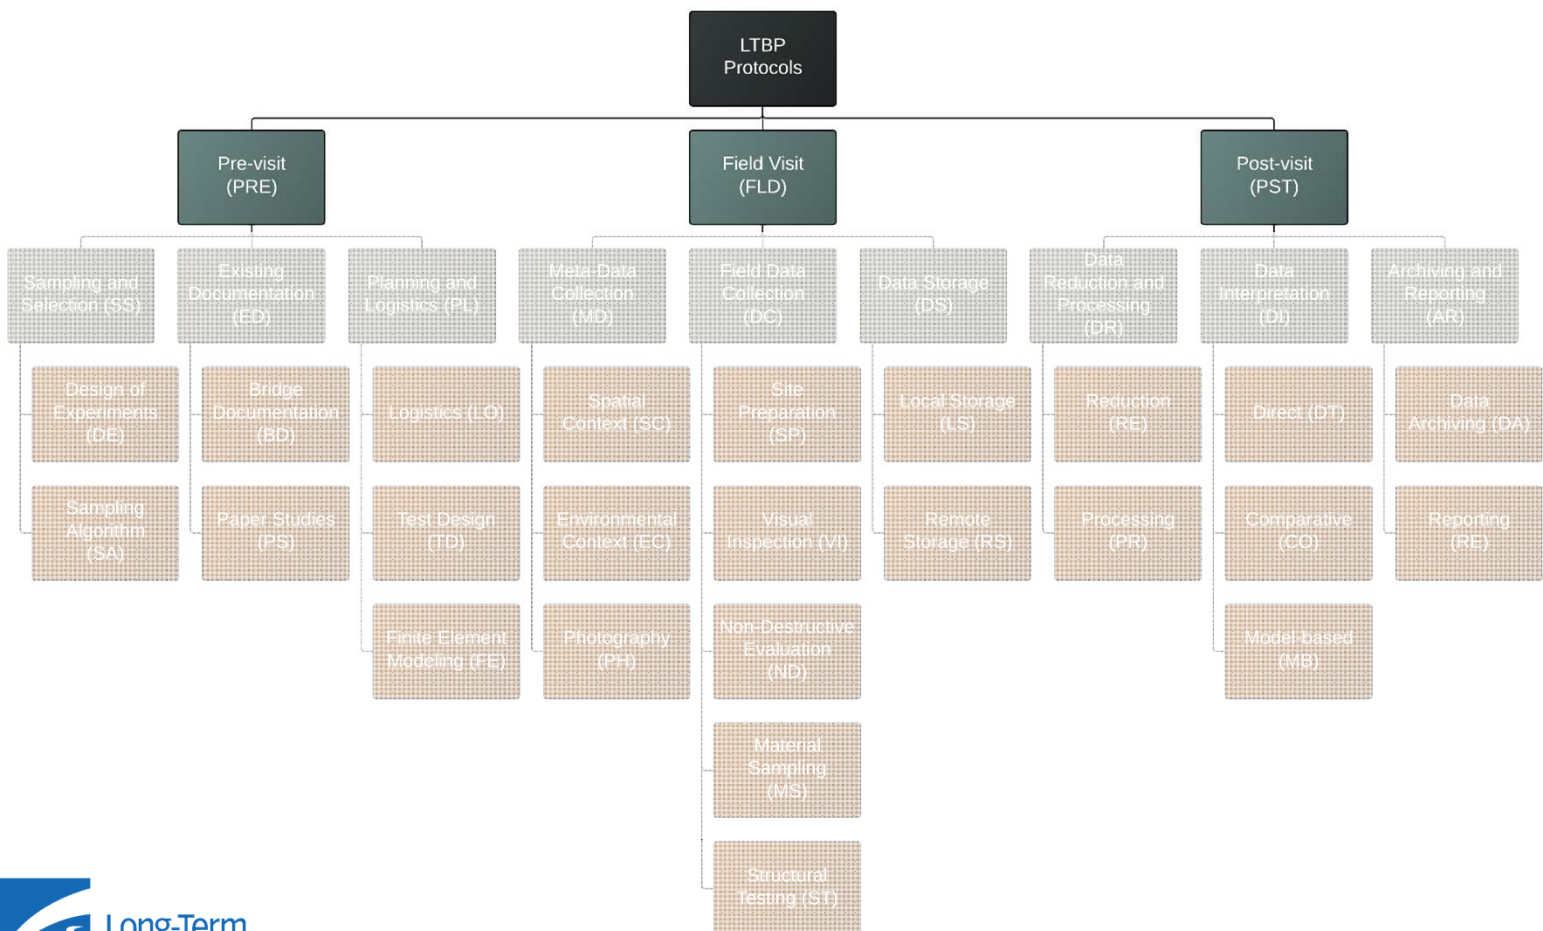 LTBP
Protocols
Pre-visit
(PRE)
Field Visit
(FLD)
Post-visit
(PST)
Sampling and
Selection (SS)
Existing
Documentation
(ED)
Planning and
Logistics (PL)
Meta-Data
Collection
(MD)
Field Data
Collection
(DC)
Data Storage
(DS)
Data
Reduction and
Processing
(DR)
Data
Interpretation
(DI)
Archiving and
Reporting
(AR)
Design of
Experiments
(DE)
Bridge
Documentation
(BD)
Logistics (LO)
Spatial
Context (SC)
Site
Preparation
(SP)
Local Storage
(LS)
Reduction
(RE)
Direct (DT)
Data
Archiving (DA)
Sampling
Algorithm
(SA)
Paper Studies
(PS)
Test Design
(TD)
Environmental
Context (EC)
Visual
Inspection (VI)
Remote
Storage (RS)
Processing
(PR)
Comparative
(CO)
Reporting
(RE)
Finite Element
Modeling (FE)
Photography
(PH)
Non-Destructive
Evaluation
(ND)
Model-based
(MB)
Material
Sampling
(MS)
Structural
Testing (ST)
Long-Term